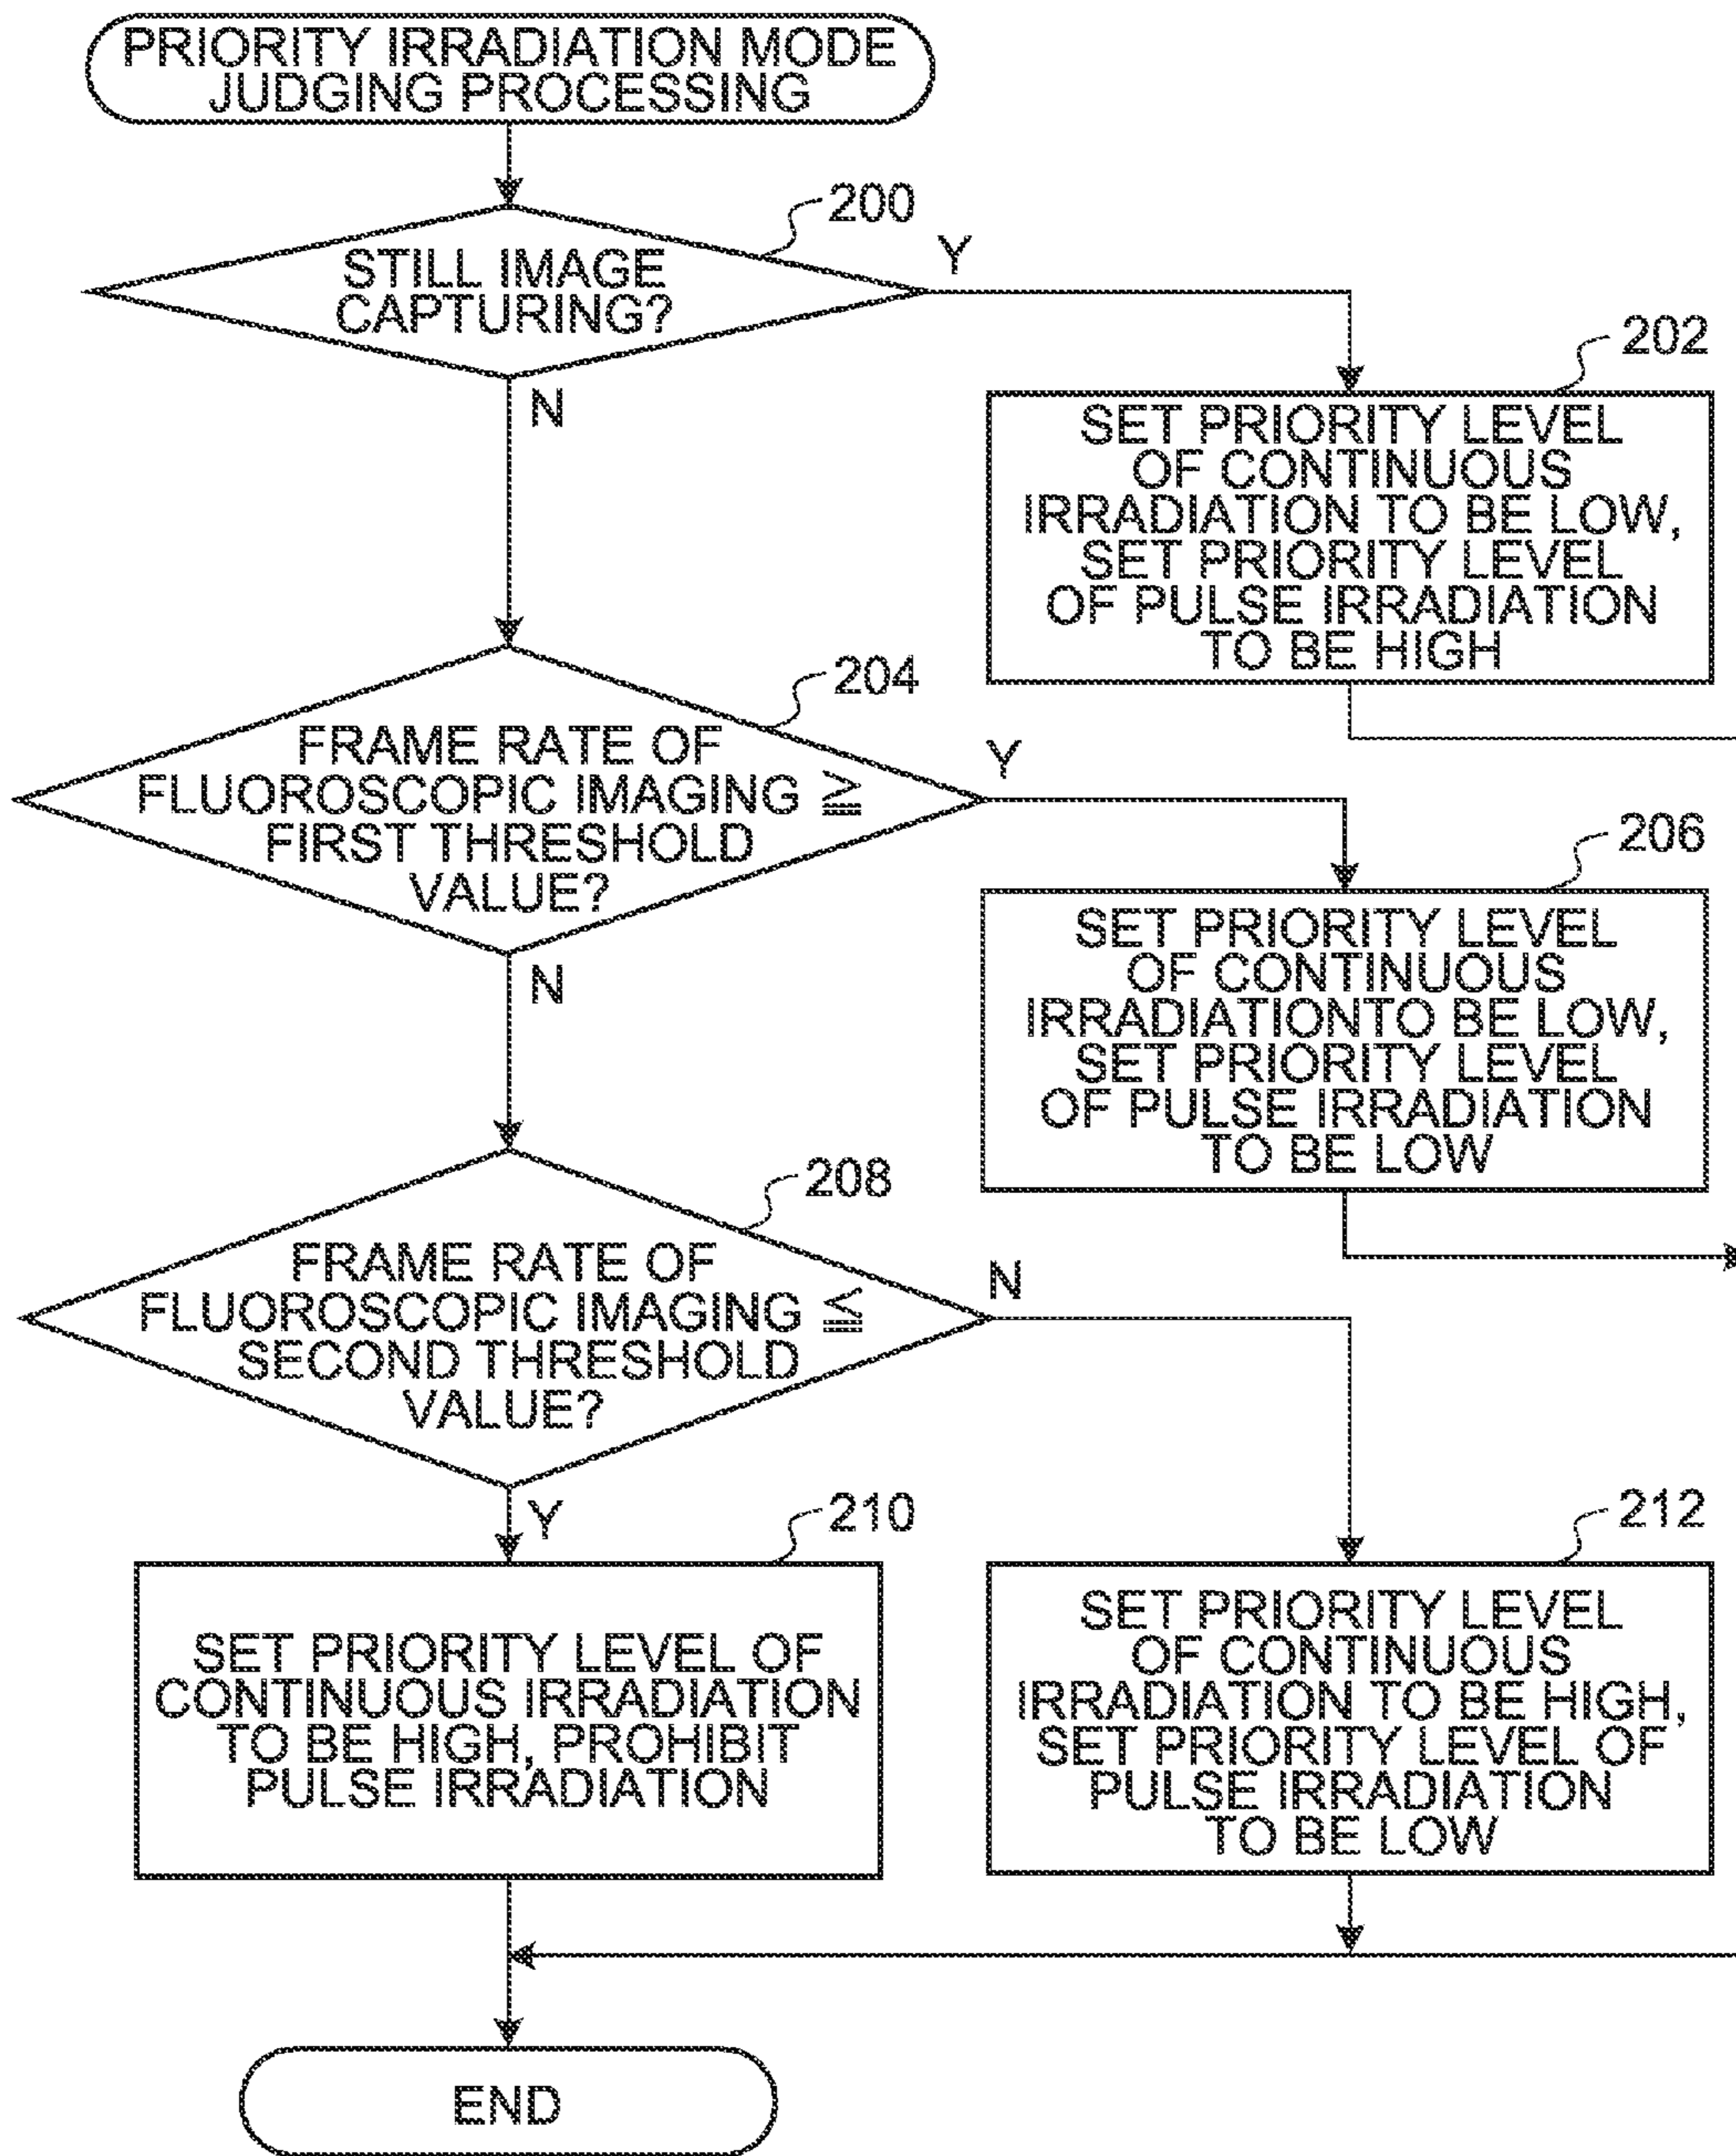 PRIORITY IRRADIATION MODE
JUDGING PROCESSING
200
STILL IMAGE
CAPTURING?
Y
N
202
SET PRIORITY LEVEL
OF CONTINUOUS
IRRADIATION TO BE LOW,
SET PRIORITY LEVEL
OF PULSE IRRADIATION
TO BE HIGH
204
FRAME RATE OF
FLUOROSCOPIC IMAGING ≧
FIRST THRESHOLD
VALUE?
Y
N
206
SET PRIORITY LEVEL
OF CONTINUOUS
IRRADIATIONTO BE LOW,
SET PRIORITY LEVEL
OF PULSE IRRADIATION
TO BE LOW
208
FRAME RATE OF
FLUOROSCOPIC IMAGING ≦
SECOND THRESHOLD
VALUE?
N
Y
210
SET PRIORITY LEVEL OF
CONTINUOUS IRRADIATION
TO BE HIGH, PROHIBIT
PULSE IRRADIATION
212
SET PRIORITY LEVEL
OF CONTINUOUS
IRRADIATION TO BE HIGH,
SET PRIORITY LEVEL OF
PULSE IRRADIATION
TO BE LOW
END